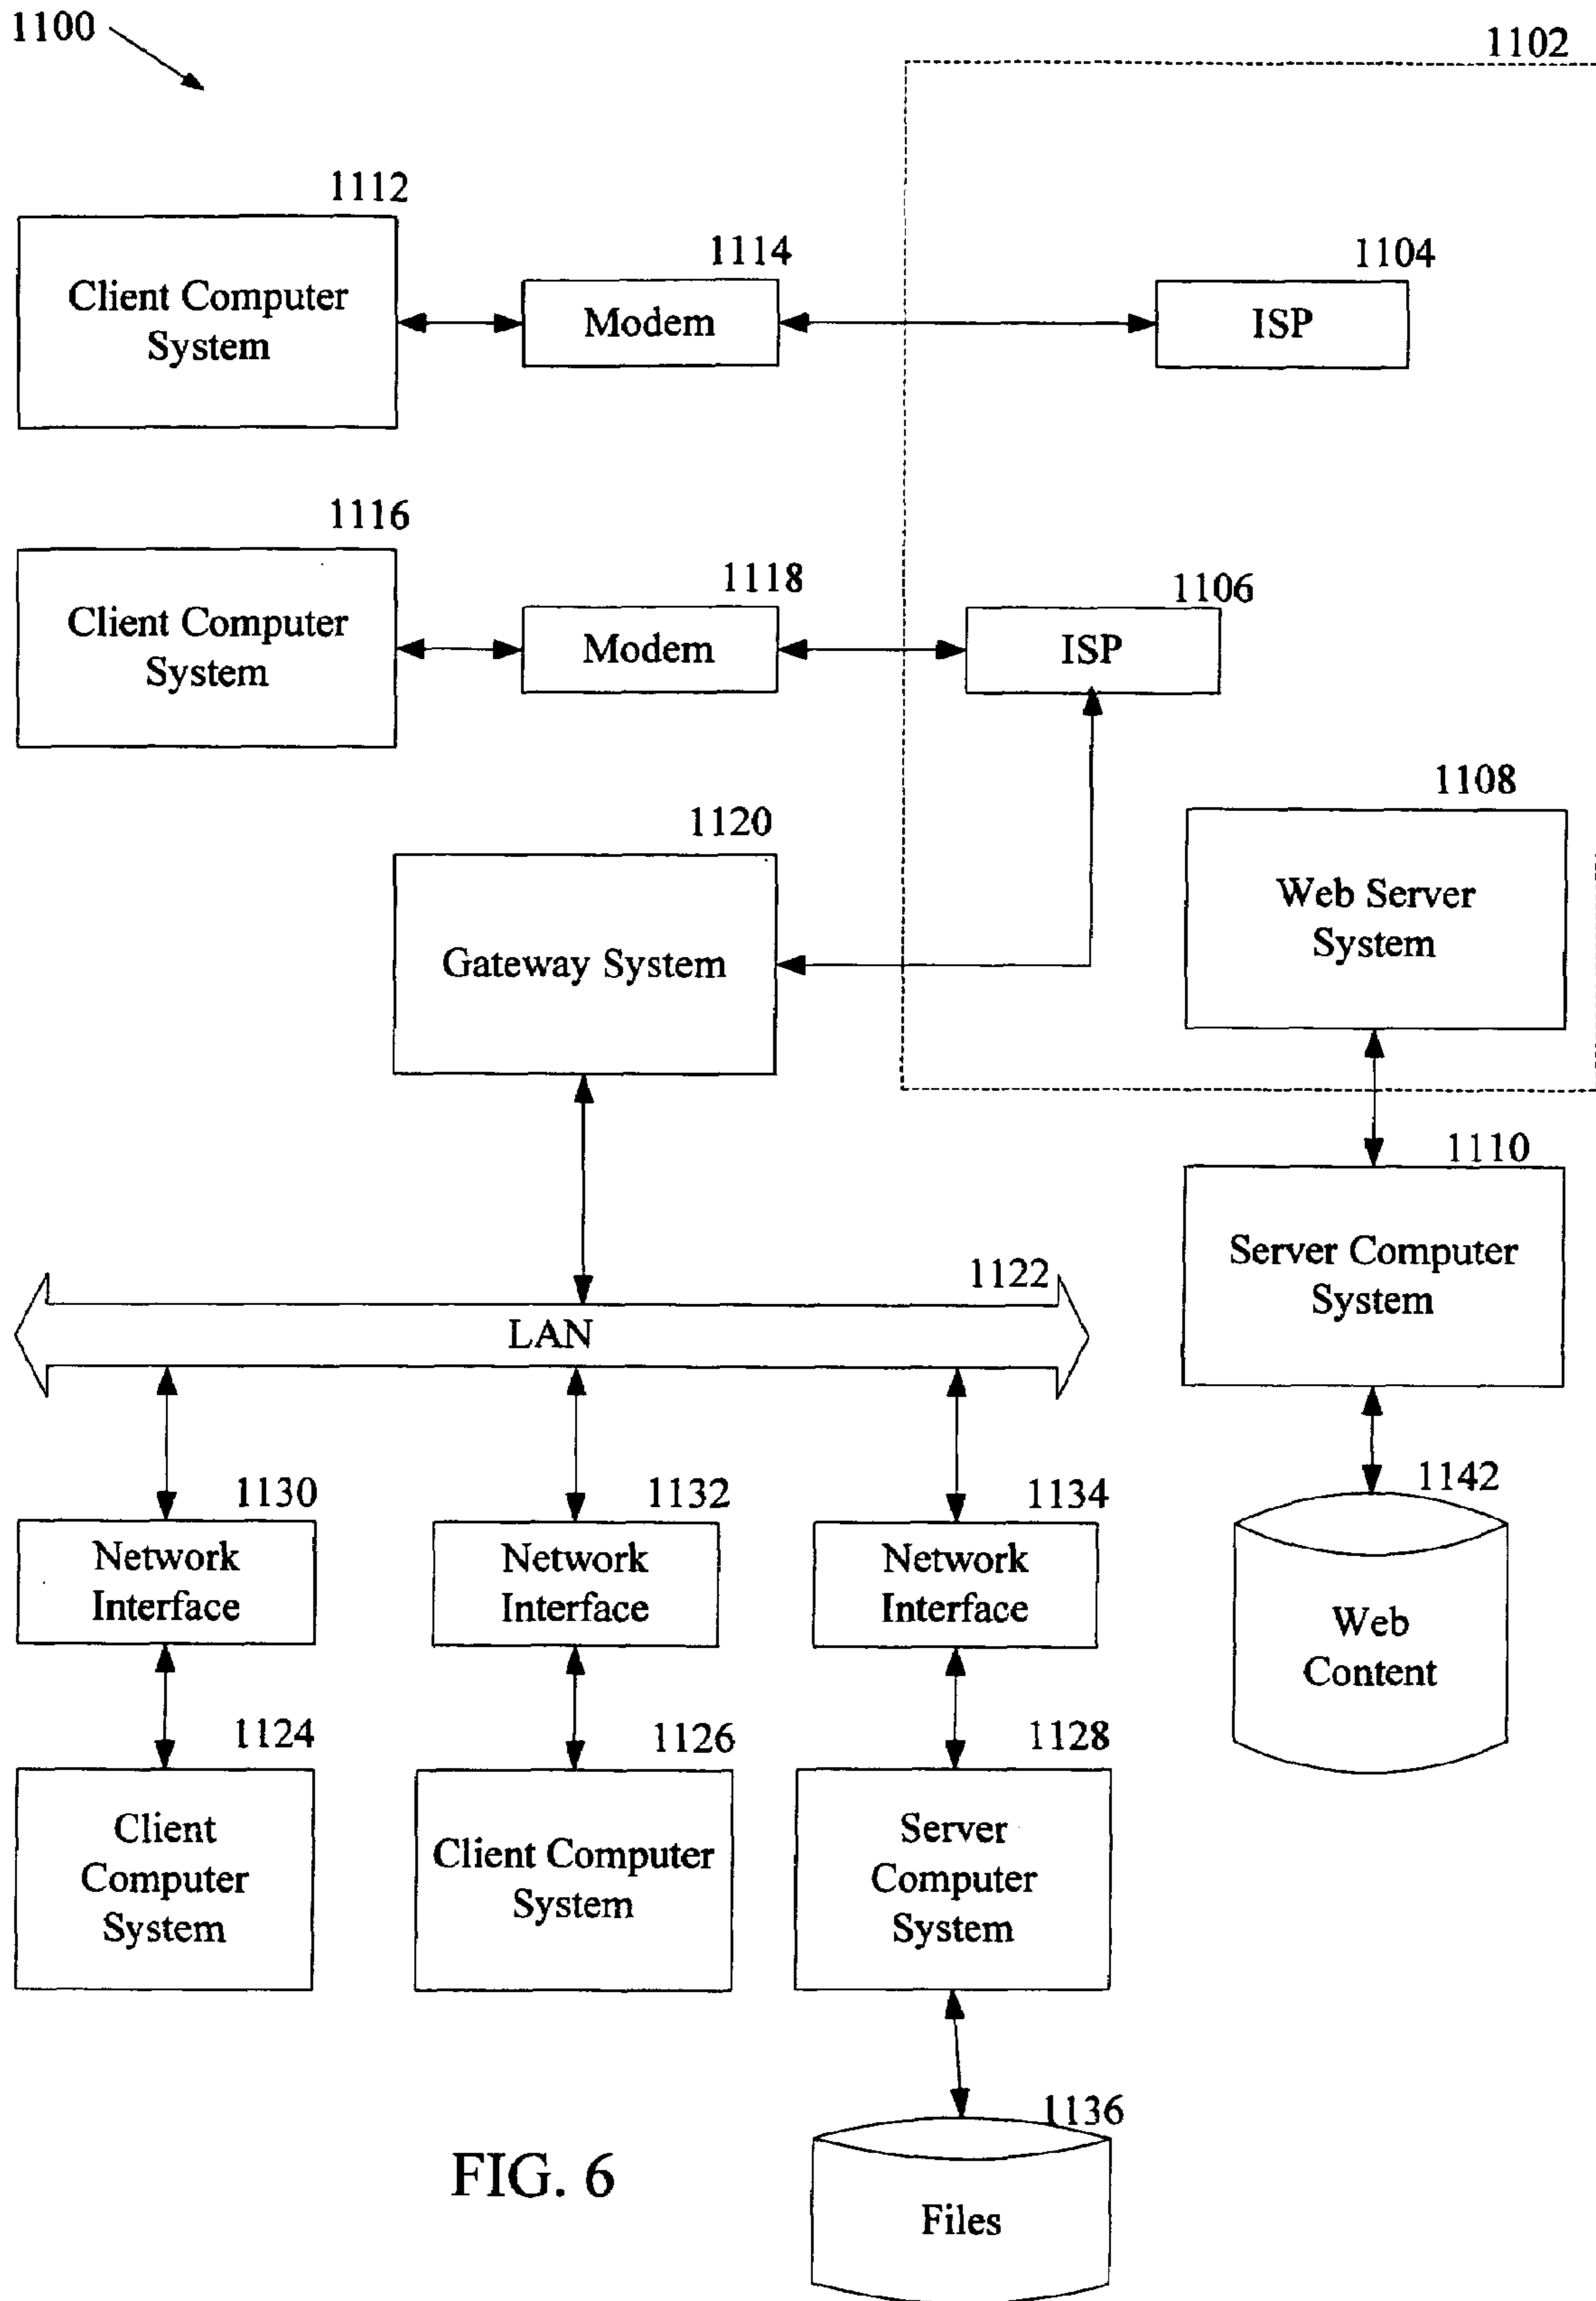 1100
1102
1112
Client Computer
System
1114
Modem
1104
ISP
1116
Client Computer
System
1118
Modem
1106
ISP
1108
Web Server
System
1120
Gateway System
1110
Server Computer
System
1122
LAN
1142
Web
Content
1130
Network
Interface
1132
Network
Interface
1134
Network
Interface
1124
Client
Computer
System
1126
Client Computer
System
1128
Server
Computer
System
1136
Files
FIG. 6